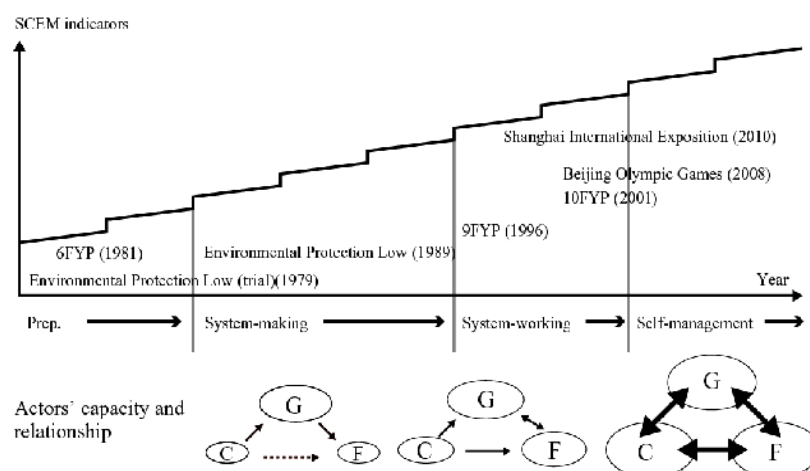 SCEM indicators
Shanghai International Exposition (2010)
Beijing Olympic Games (2008)
10FYP (2001)
9FYP (1996)
6FYP (1981)
Environmental Protection Low (1989)
Environmental Protection Low (trial)(1979)
Year
Prep.
System-making
System-working
Self-management
Actors' capacity and
relationship
G
C
F
G
C
F
G
C
F